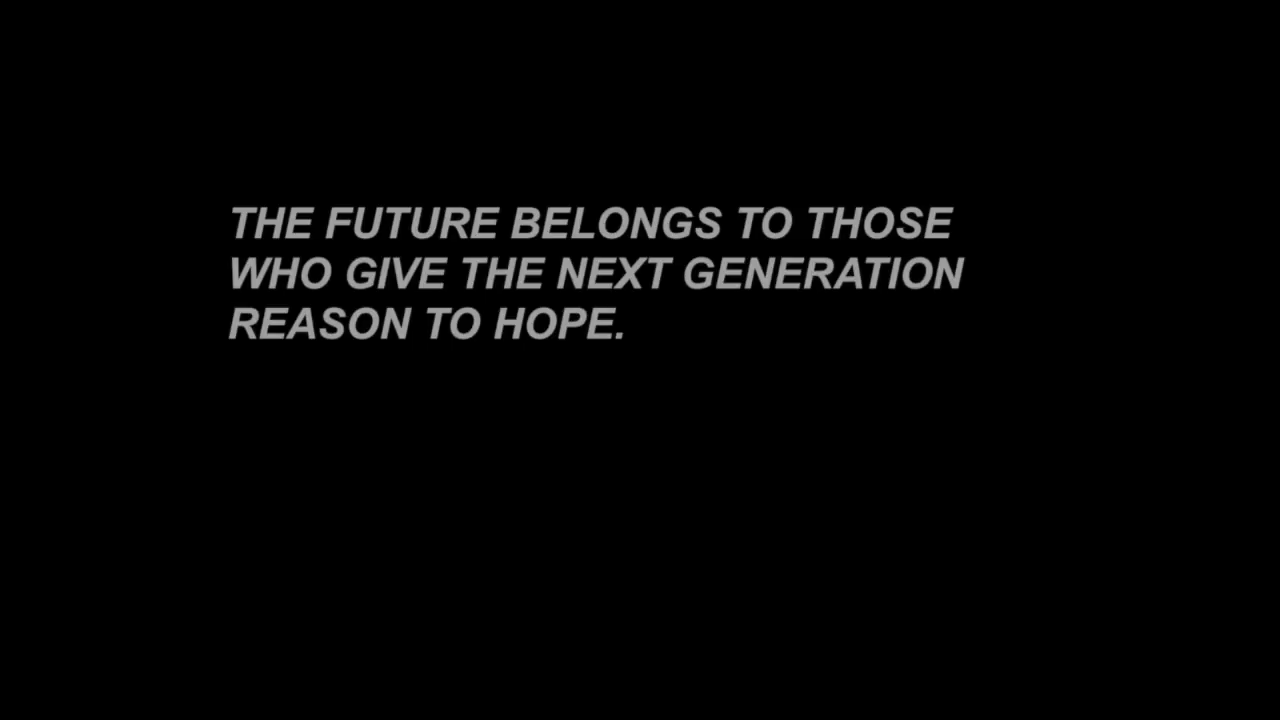 THE FUTURE BELONGS TO THOSE
WHO GIVE THE NEXT GENERATION
REASON TO HOPE.